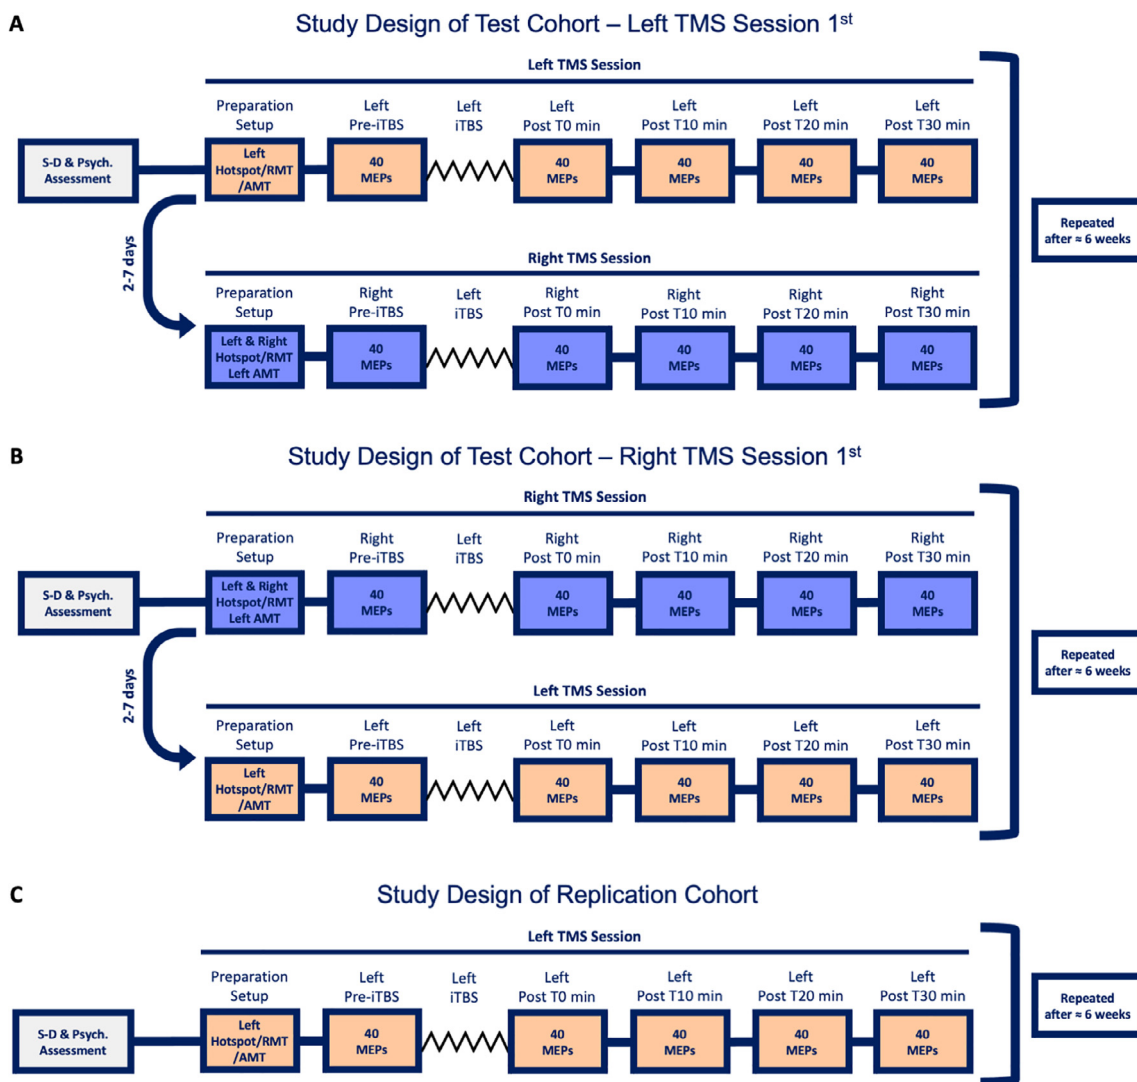 A
Study Design of Test Cohort – Left TMS Session 1st
Left TMS Session
Preparation
Setup
Left
Pre-iTBS
Left
iTBS
Left
Post T0 min
Left
Post T10 min
Left
Post T20 min
Left
Post T30 min
S-D & Psych.
Assessment
Left
Hotspot/RMT
/AMT
40
MEPs
40
MEPs
40
MEPs
40
MEPs
40
MEPs
Repeated
after ≈ 6 weeks
2-7 days
Right TMS Session
Preparation
Setup
Right
Pre-iTBS
Left
iTBS
Right
Post T0 min
Right
Post T10 min
Right
Post T20 min
Right
Post T30 min
Left & Right
Hotspot/RMT
Left AMT
40
MEPs
40
MEPs
40
MEPs
40
MEPs
40
MEPs
B
Study Design of Test Cohort – Right TMS Session 1st
Right TMS Session
Preparation
Setup
Right
Pre-iTBS
Left
iTBS
Right
Post T0 min
Right
Post T10 min
Right
Post T20 min
Right
Post T30 min
S-D & Psych.
Assessment
Left & Right
Hotspot/RMT
Left AMT
40
MEPs
40
MEPs
40
MEPs
40
MEPs
40
MEPs
Repeated
after ≈ 6 weeks
2-7 days
Left TMS Session
Preparation
Setup
Left
Pre-iTBS
Left
iTBS
Left
Post T0 min
Left
Post T10 min
Left
Post T20 min
Left
Post T30 min
Left
Hotspot/RMT
/AMT
40
MEPs
40
MEPs
40
MEPs
40
MEPs
40
MEPs
C
Study Design of Replication Cohort
Left TMS Session
Preparation
Setup
Left
Pre-iTBS
Left
iTBS
Left
Post T0 min
Left
Post T10 min
Left
Post T20 min
Left
Post T30 min
S-D & Psych.
Assessment
Left
Hotspot/RMT
/AMT
40
MEPs
40
MEPs
40
MEPs
40
MEPs
40
MEPs
Repeated
after ≈ 6 weeks